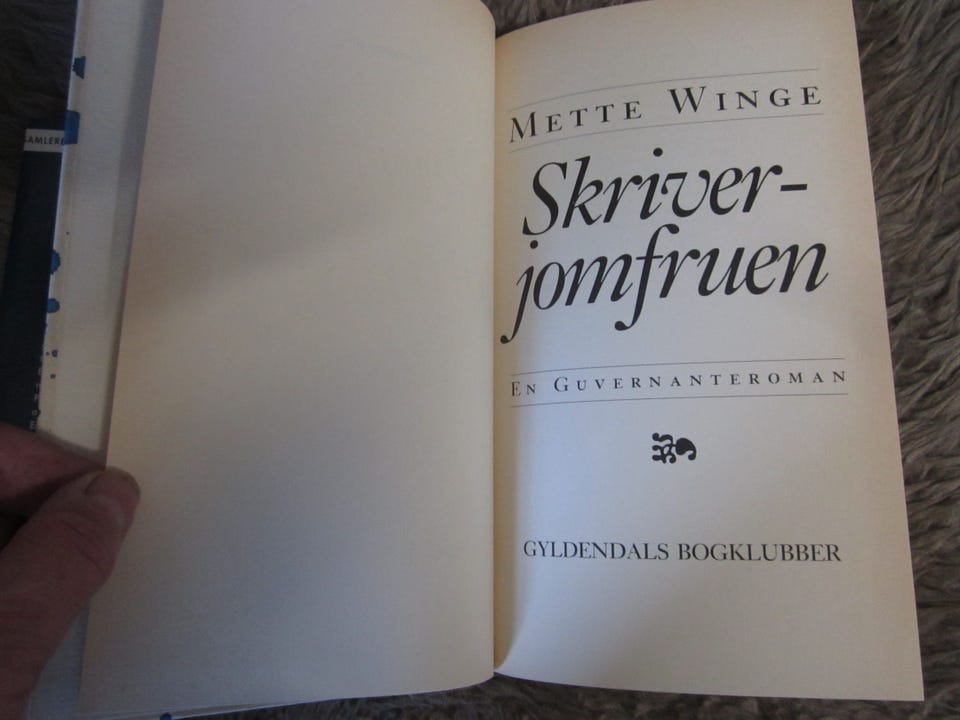 METTE WINGE
Skriver-
jomfruen
EN GUVERNANTEROMAN
GYLDENDALS BOGKLUBBER